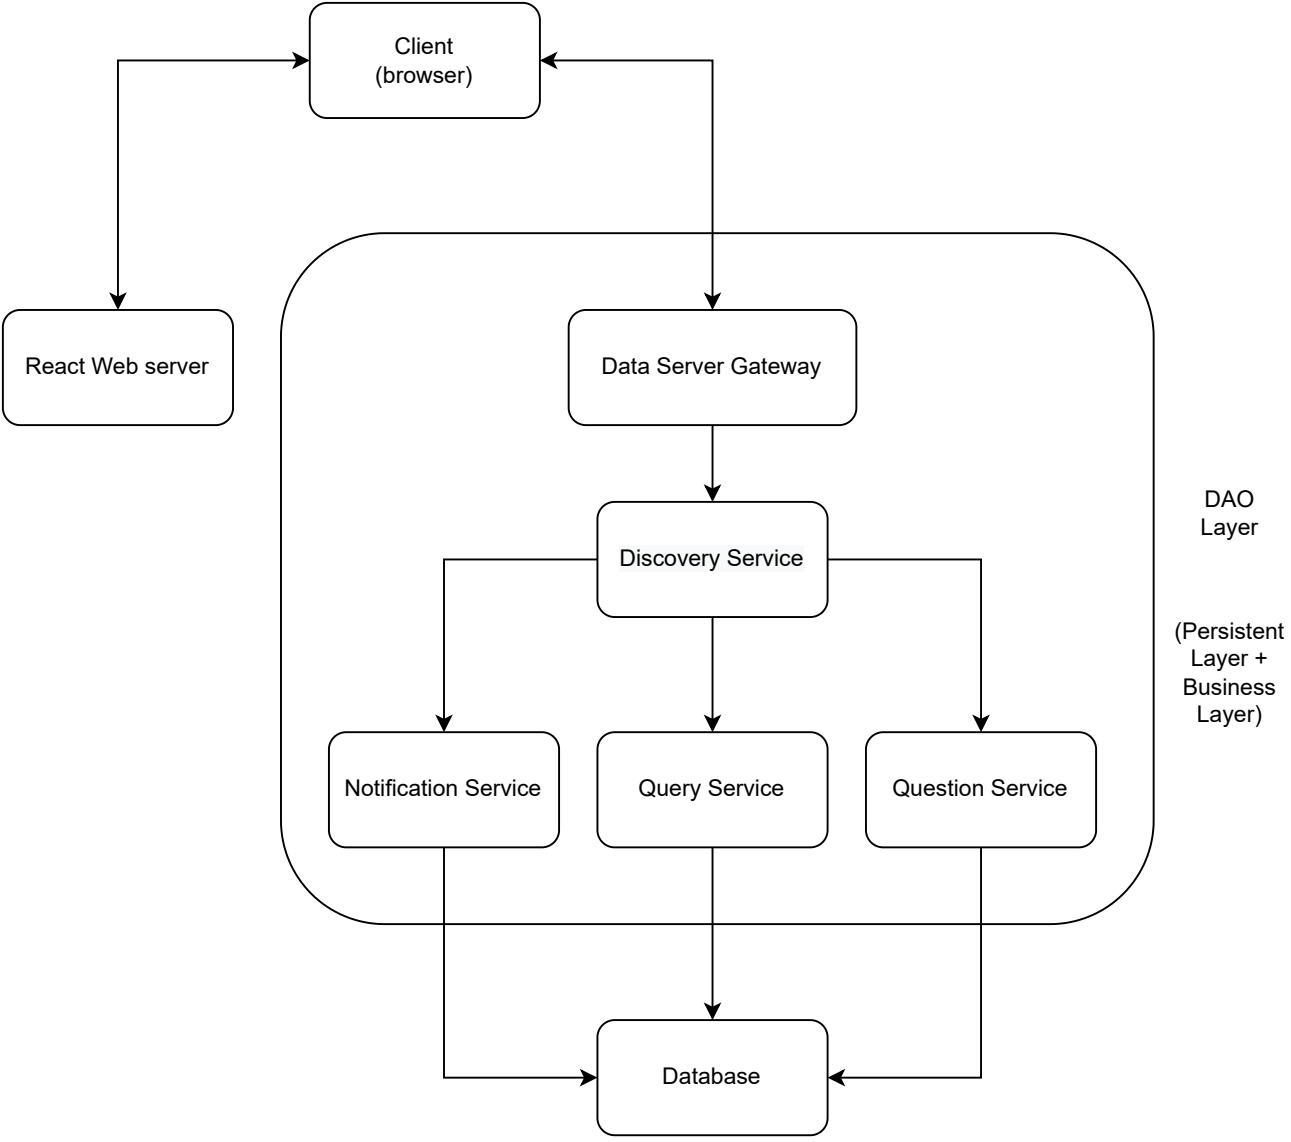 Client
(browser)
React Web server
Data Server Gateway
DAO
Layer
Discovery Service
(Persistent
Layer +
Business
Layer)
Notification Service
Query Service
Question Service
Database